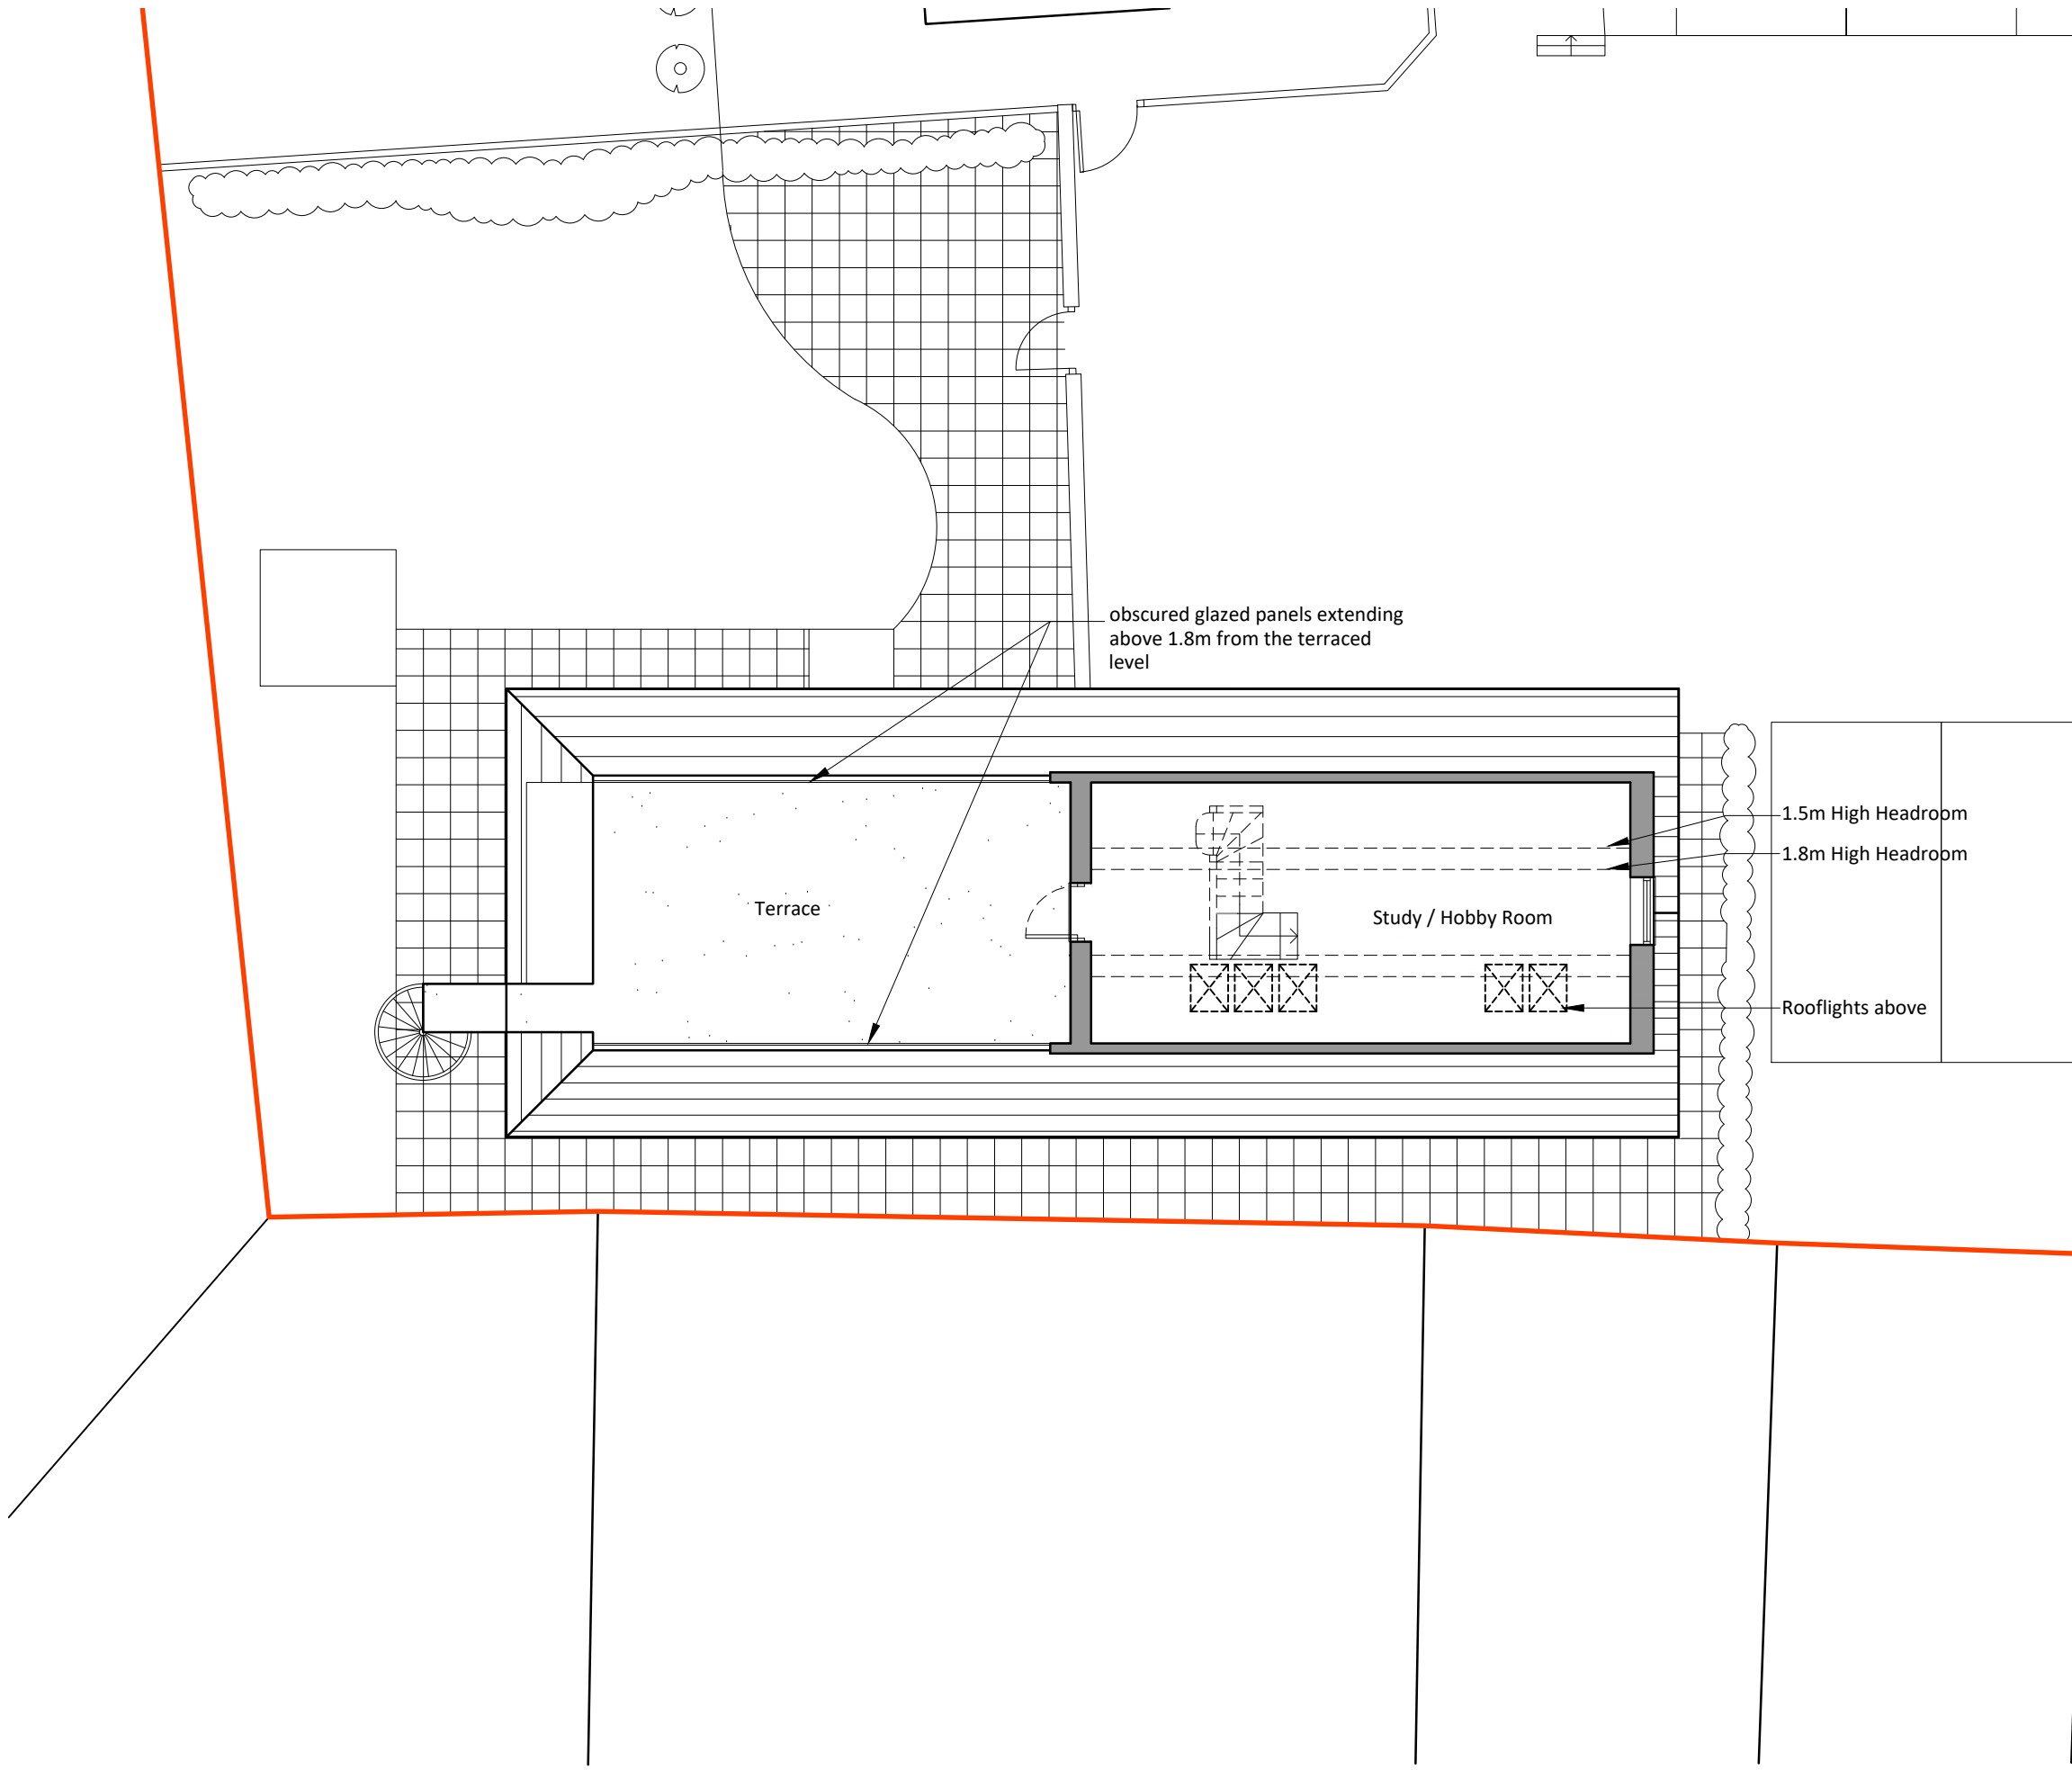 obscured glazed panels extending
above 1.8m from the terraced
level
1.5m High Headroom
1.8m High Headroom
Terrace
Study / Hobby Room
Rooflights above